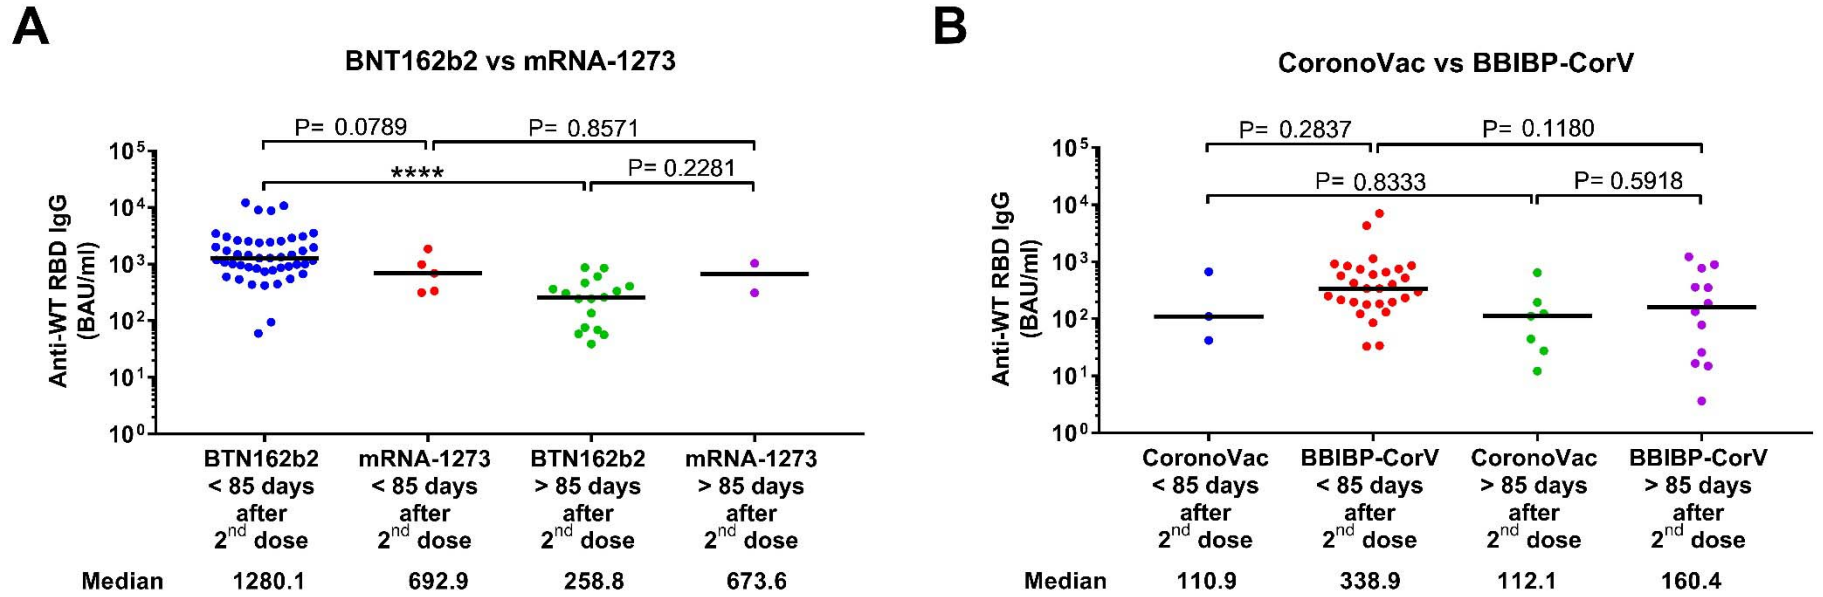 A
BNT162b2 vs mRNA-1273
P= 0.0789
P= 0.8571
****
P= 0.2281
Anti-WT RBD IgG
(BAU/ml)
10⁵
10⁴
10³
10²
10¹
10⁰
BTN162b2
< 85 days
after
2nd dose
mRNA-1273
< 85 days
after
2nd dose
BTN162b2
> 85 days
after
2nd dose
mRNA-1273
> 85 days
after
2nd dose
Median 1280.1 692.9 258.8 673.6
B
CoronoVac vs BBIBP-CorV
P= 0.2837
P= 0.1180
P= 0.8333
P= 0.5918
Anti-WT RBD IgG
(BAU/ml)
10⁵
10⁴
10³
10²
10¹
10⁰
CoronoVac
< 85 days
after
2nd dose
BBIBP-CorV
< 85 days
after
2nd dose
CoronoVac
> 85 days
after
2nd dose
BBIBP-CorV
> 85 days
after
2nd dose
Median 110.9 338.9 112.1 160.4